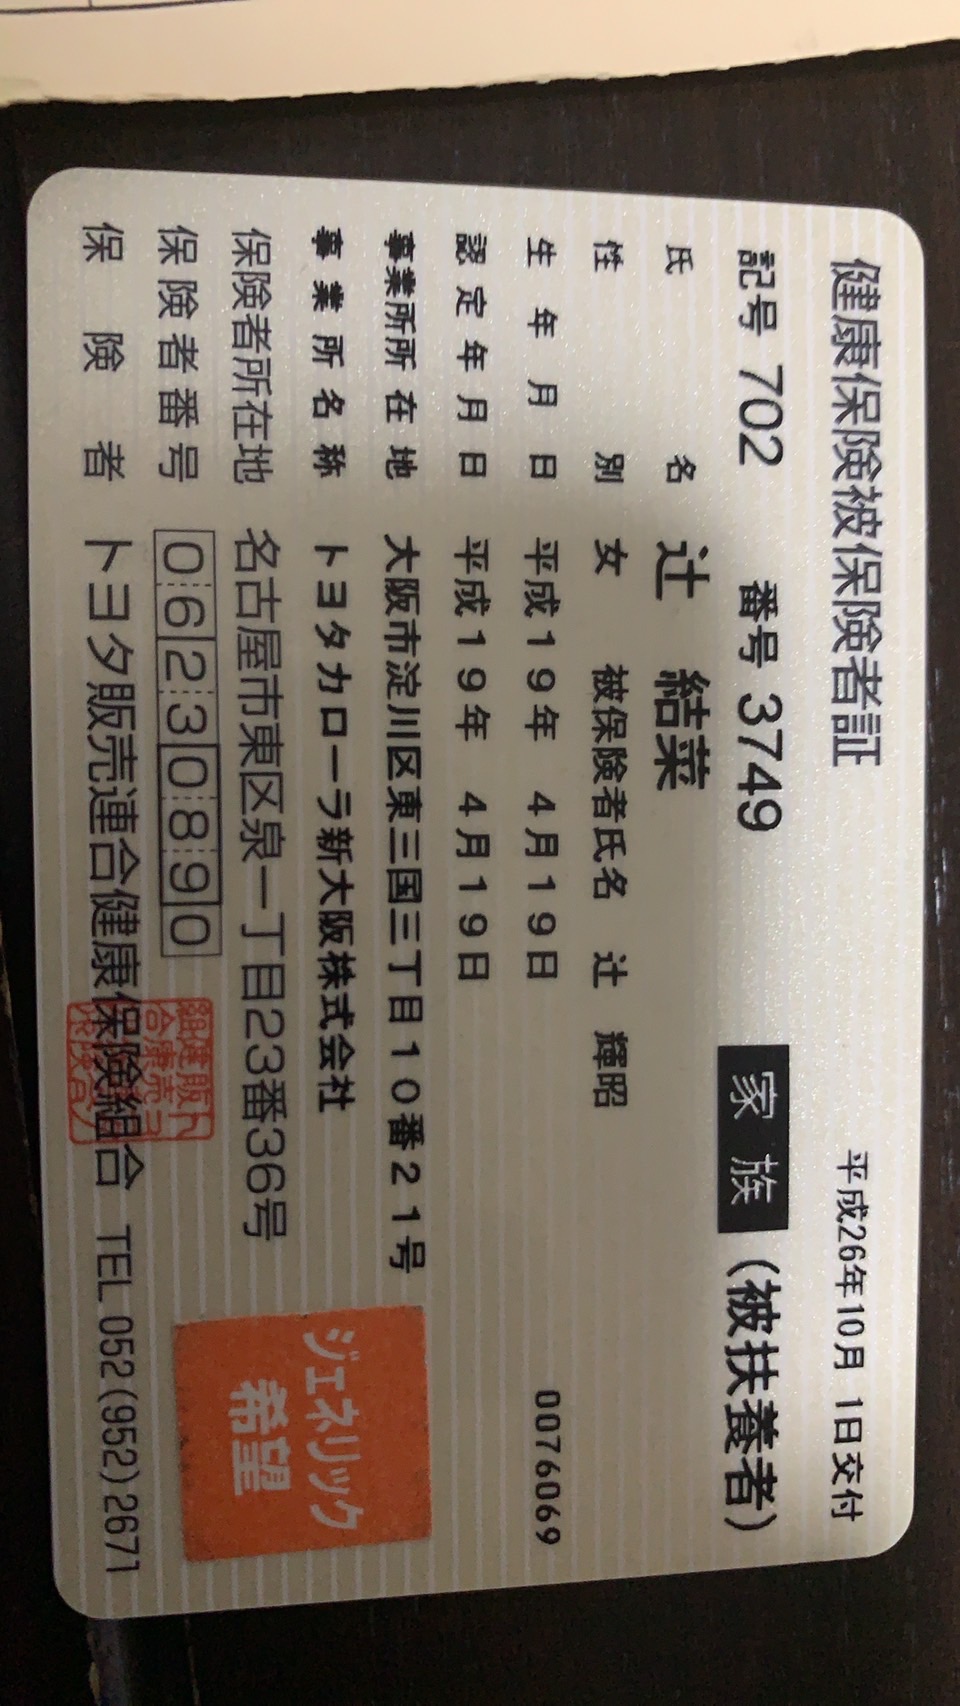 健康保険被保険者証 平成26年10月 1日交付
記号 702 番号 3749 家族 (被扶養者)
氏名 辻 結菜
性別 女 被保険者氏名 辻 輝昭
生年月日 平成19年 4月19日 0076069
認定年月日 平成19年 4月19日
事業所所在地 大阪市淀川区東三国三丁目10番21号
事業所名称 トヨタカローラ新大阪株式会社
保険者所在地 名古屋市東区泉一丁目23番36号
保険者番号 06230890
保険者 トヨタ販売連合健康保険組合 TEL 052(952)2671
ジェネリック
希望